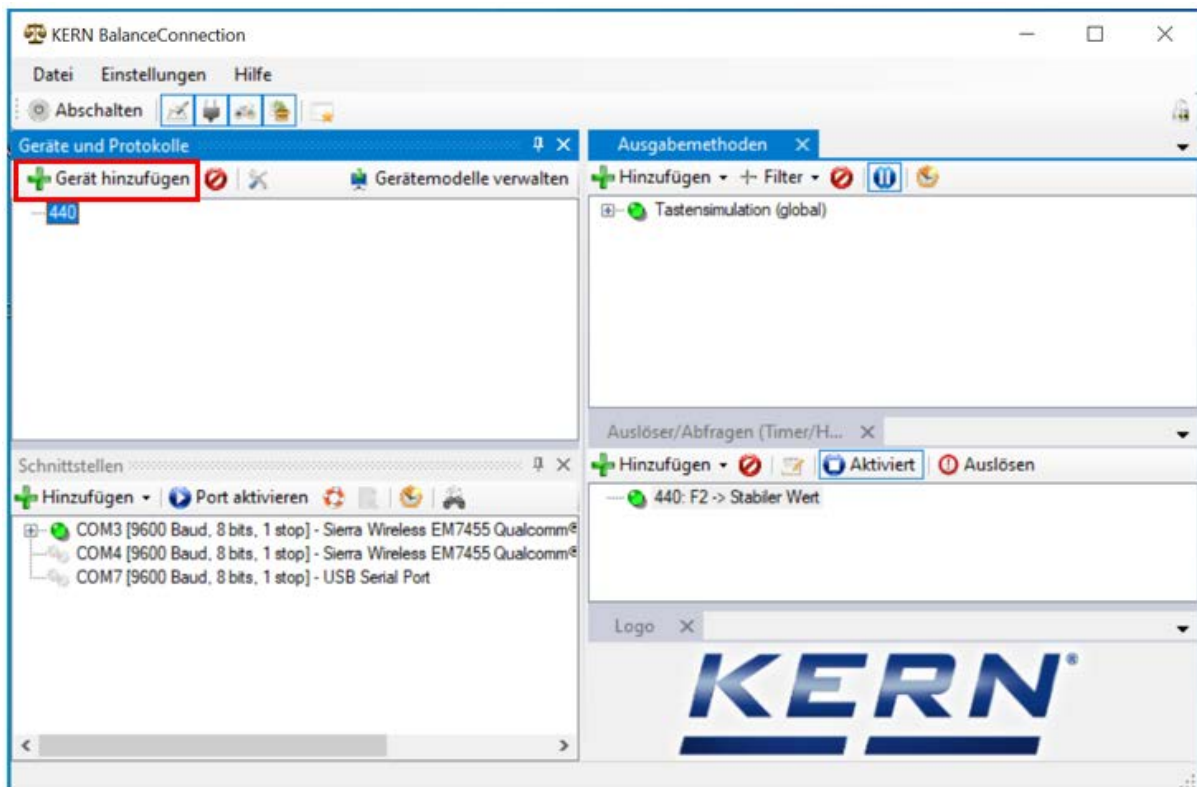 KERN BalanceConnection
Datei Einstellungen Hilfe
Abschalten
Geräte und Protokolle
Gerät hinzufügen Gerätemodelle verwalten
440
Ausgabemethoden
Hinzufügen Filter
Tastensimulation (global)
Schnittstellen
Hinzufügen Port aktivieren
COM3 [9600 Baud, 8 bits, 1 stop] - Sierra Wireless EM7455 Qualcomm®
COM4 [9600 Baud, 8 bits, 1 stop] - Sierra Wireless EM7455 Qualcomm®
COM7 [9600 Baud, 8 bits, 1 stop] - USB Serial Port
Auslöser/Abfragen (Timer/H...
Hinzufügen Aktiviert Auslösen
440: F2 -> Stabiler Wert
Logo
KERN®